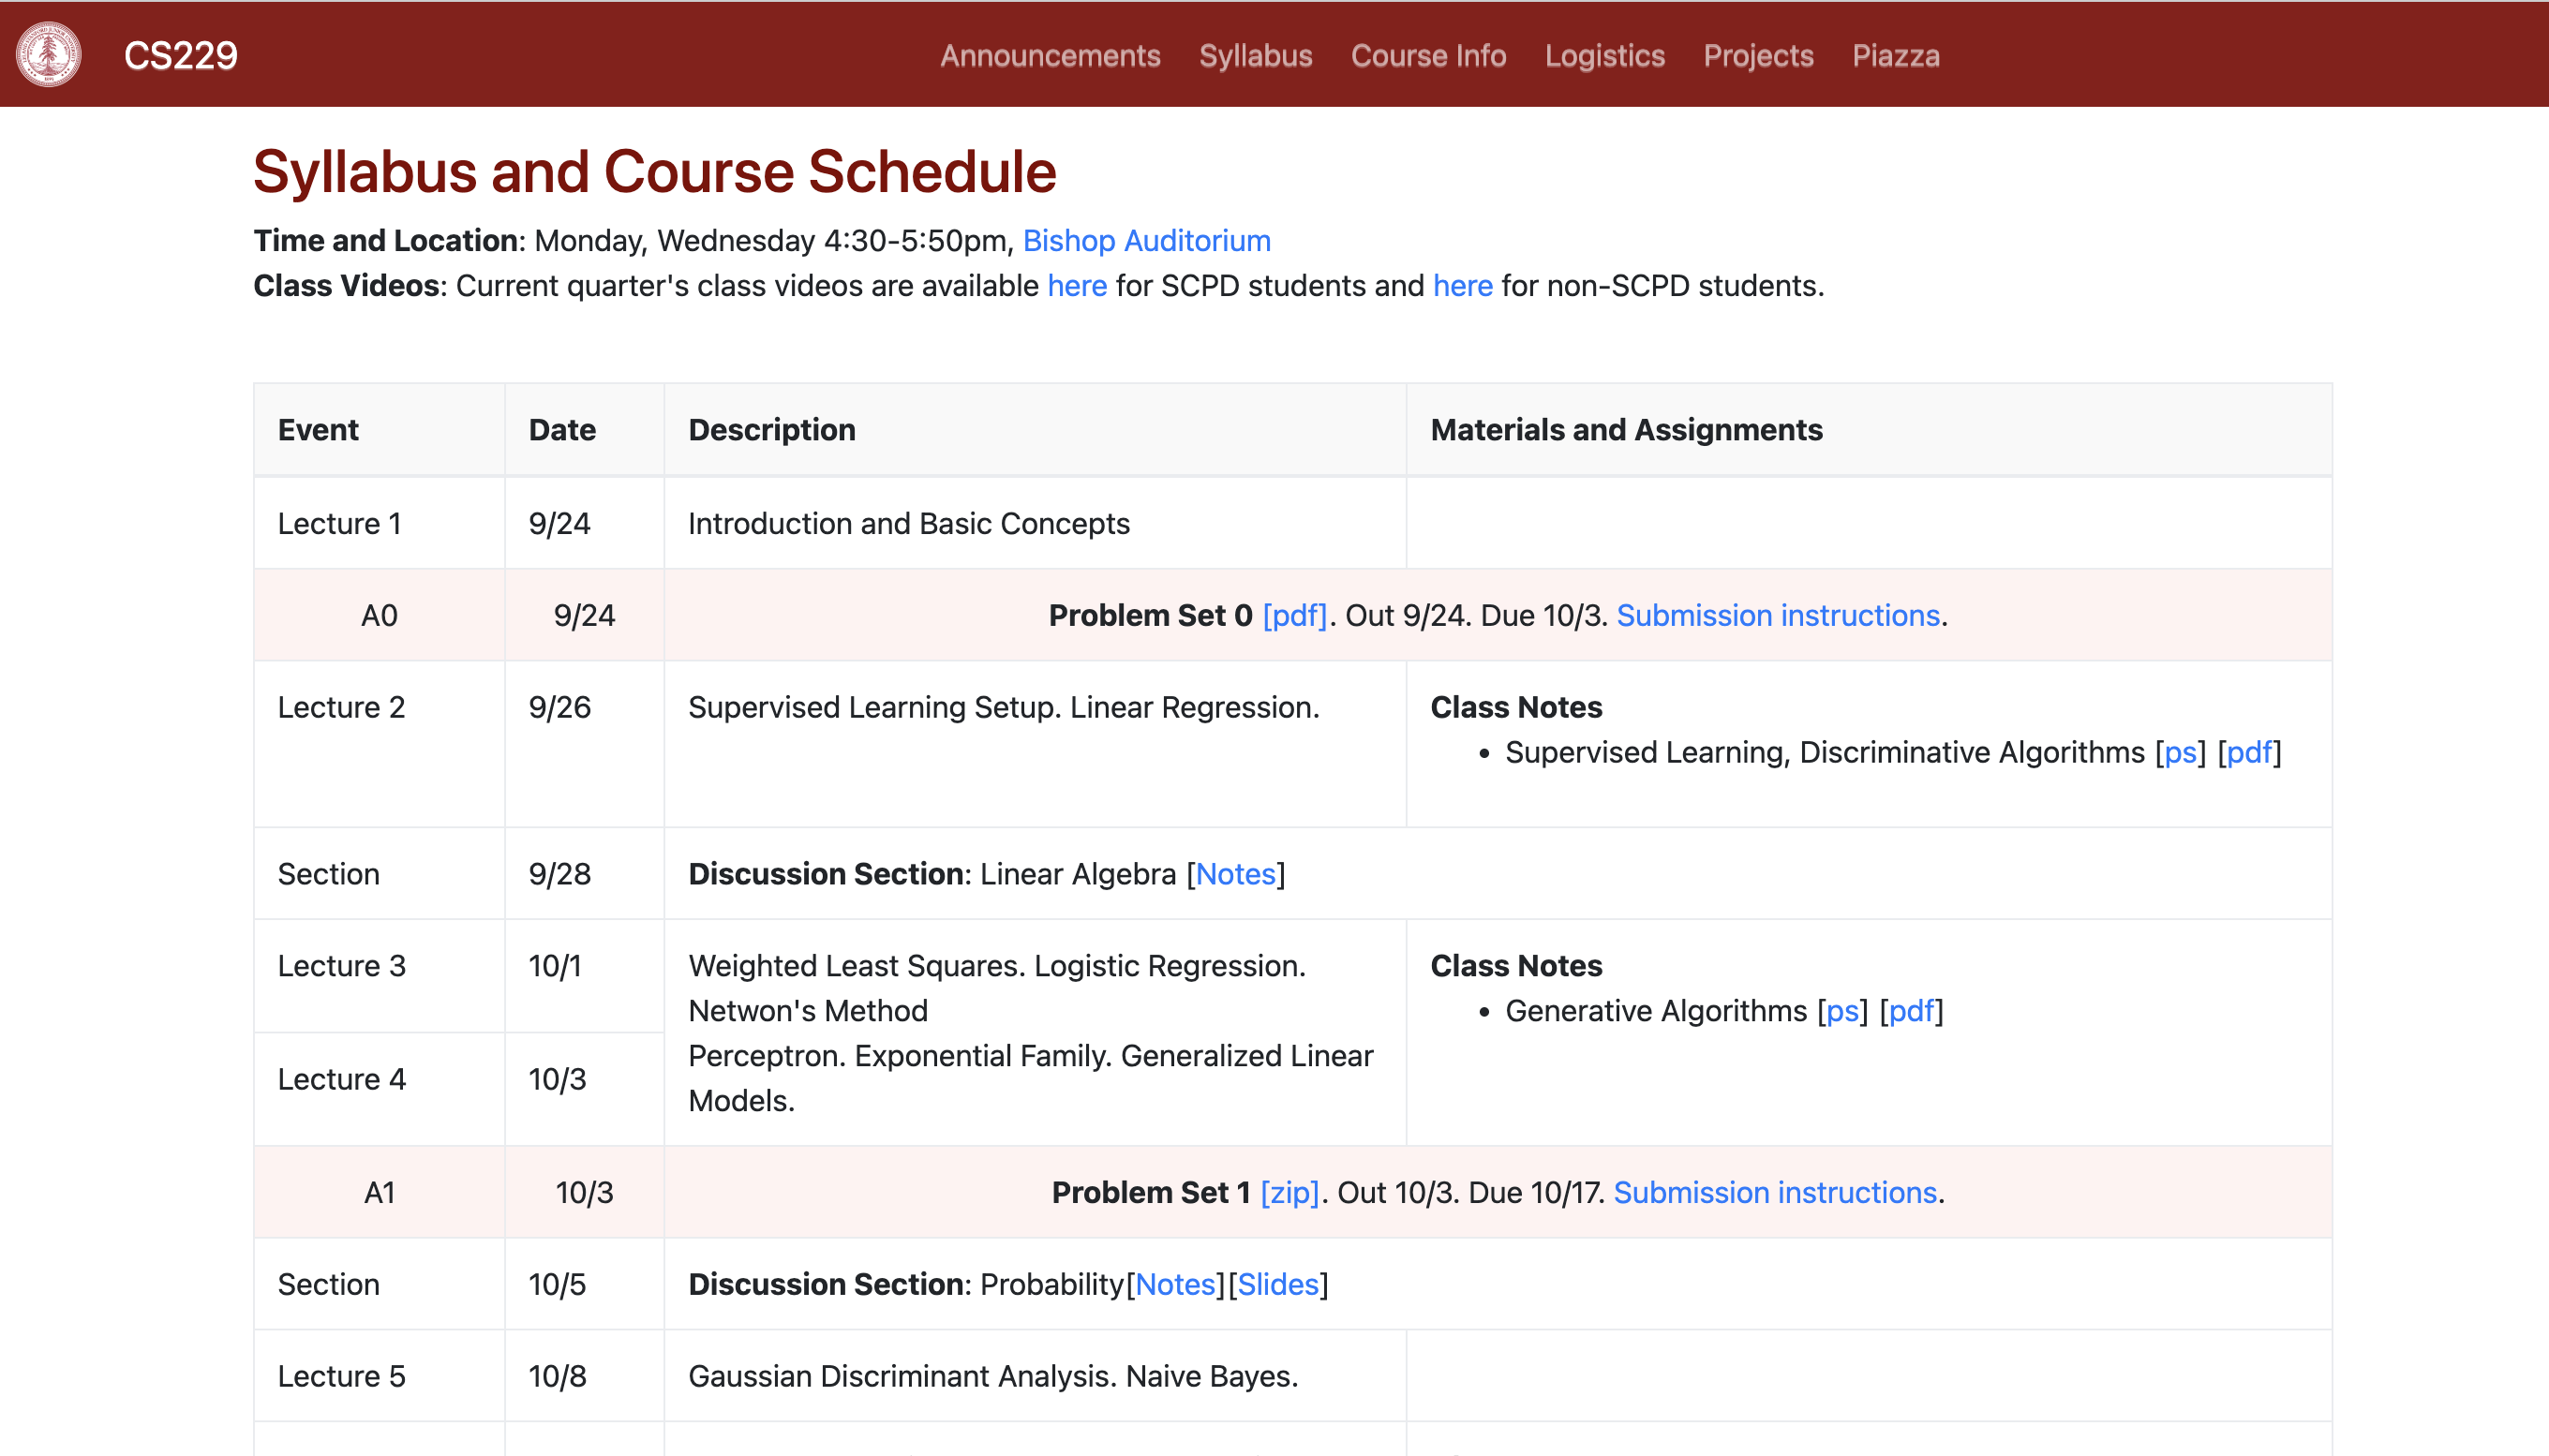 CS229 Announcements Syllabus Course Info Logistics Projects Piazza
Syllabus and Course Schedule
Time and Location: Monday, Wednesday 4:30-5:50pm, Bishop Auditorium
Class Videos: Current quarter's class videos are available here for SCPD students and here for non-SCPD students.
Event Date Description Materials and Assignments
Lecture 1 9/24 Introduction and Basic Concepts
A0 9/24 Problem Set 0 [pdf]. Out 9/24. Due 10/3. Submission instructions.
Lecture 2 9/26 Supervised Learning Setup. Linear Regression. Class Notes
• Supervised Learning, Discriminative Algorithms [ps] [pdf]
Section 9/28 Discussion Section: Linear Algebra [Notes]
Lecture 3 10/1 Weighted Least Squares. Logistic Regression. Class Notes
Netwon's Method • Generative Algorithms [ps] [pdf]
Perceptron. Exponential Family. Generalized Linear
Lecture 4 10/3
Models.
A1 10/3 Problem Set 1 [zip]. Out 10/3. Due 10/17. Submission instructions.
Section 10/5 Discussion Section: Probability[Notes][Slides]
Lecture 5 10/8 Gaussian Discriminant Analysis. Naive Bayes.